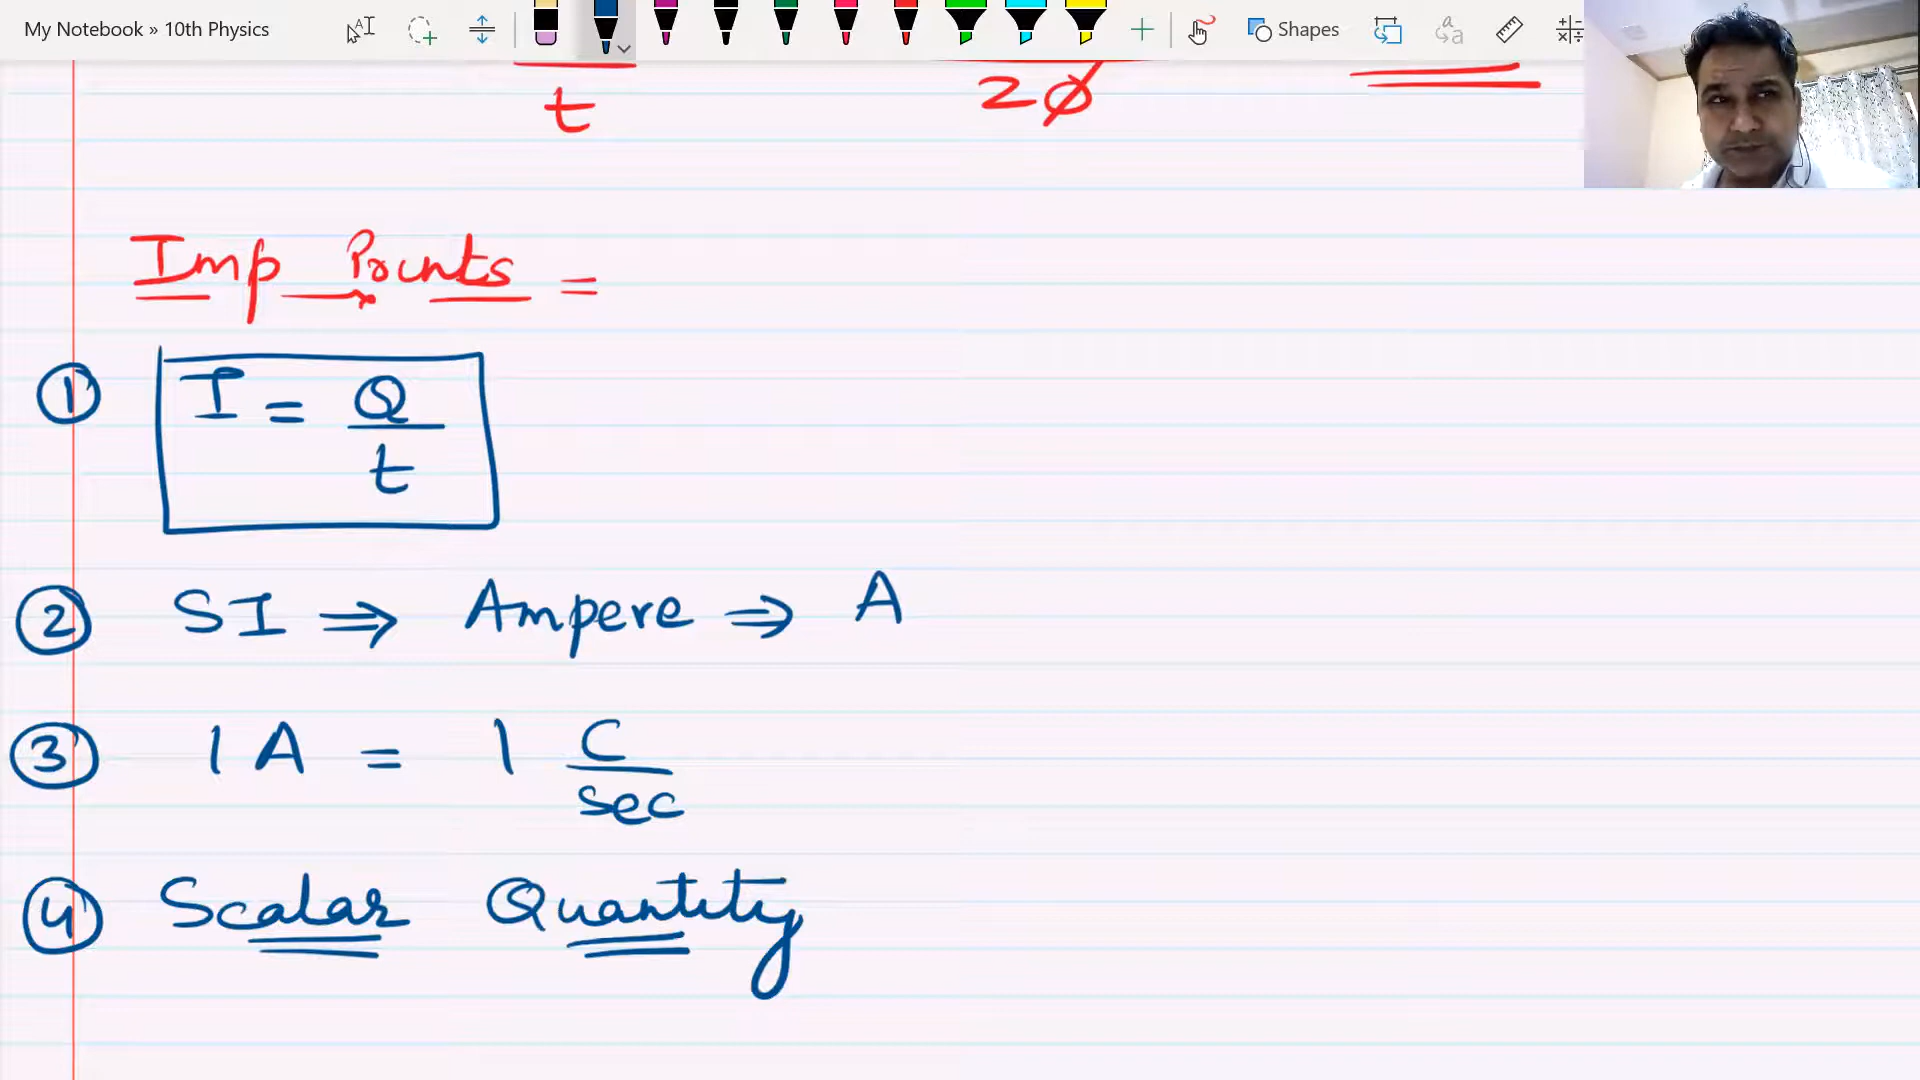 My Notebook » 10th Physics
Shapes
t
20
Imp Points =
1 I = Q
t
2 SI ⇒ Ampere ⇒ A
3 1 A = 1 C
sec
4 Scalar Quantity